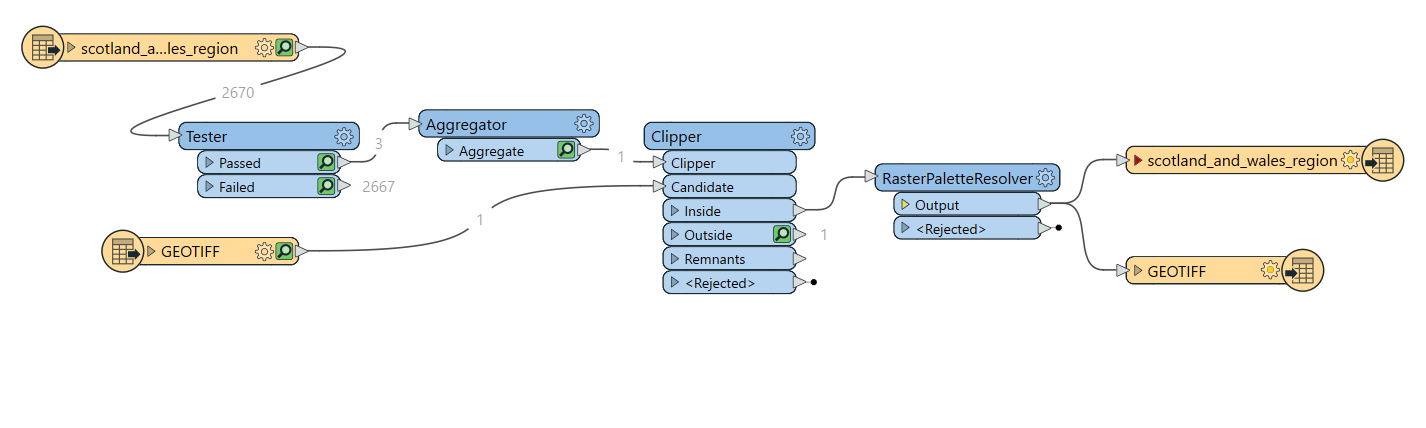 scotland_a...les_region
2670
Tester
Passed
3
Failed
2667
Aggregator
Aggregate
1
GEOTIFF
1
Clipper
Clipper
Candidate
Inside
Outside
1
Remnants
<Rejected>
RasterPaletteResolver
Output
<Rejected>
scotland_and_wales_region
GEOTIFF